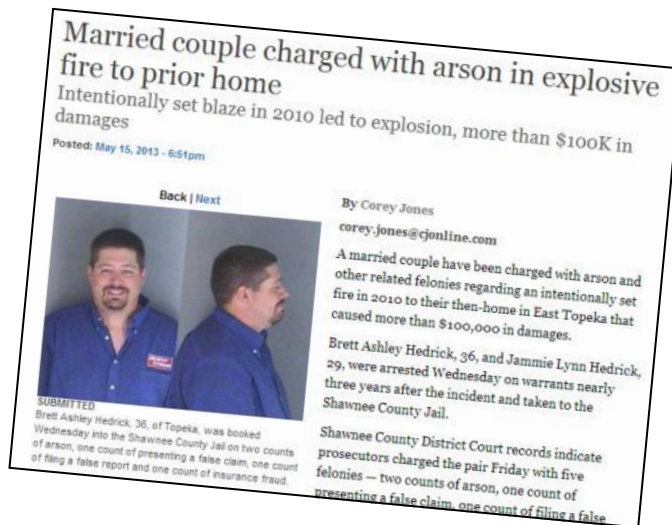 Married couple charged with arson in explosive
fire to prior home
Intentionally set blaze in 2010 led to explosion, more than $100K in
damages
Posted: May 15, 2013 - 6:51pm
Back | Next
SUBMITTED
Brett Ashley Hedrick, 36, of Topeka, was booked
Wednesday into the Shawnee County Jail on two counts
of arson, one count of presenting a false claim, one count
of filing a false report and one count of insurance fraud.
By Corey Jones
corey.jones@cjonline.com
A married couple have been charged with arson and
other related felonies regarding an intentionally set
fire in 2010 to their then-home in East Topeka that
caused more than $100,000 in damages.
Brett Ashley Hedrick, 36, and Jammie Lynn Hedrick,
29, were arrested Wednesday on warrants nearly
three years after the incident and taken to the
Shawnee County Jail.
Shawnee County District Court records indicate
prosecutors charged the pair Friday with five
felonies — two counts of arson, one count of
presenting a false claim, one count of filing a false